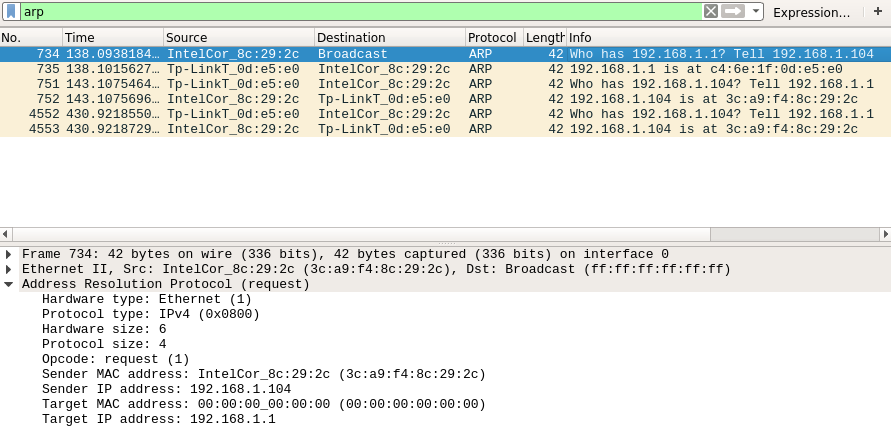 arp Expression… +
No. Time Source Destination Protocol Length Info
734 138.0938184… IntelCor_8c:29:2c Broadcast ARP 42 Who has 192.168.1.1? Tell 192.168.1.104
735 138.1015627… Tp-LinkT_0d:e5:e0 IntelCor_8c:29:2c ARP 42 192.168.1.1 is at c4:6e:1f:0d:e5:e0
751 143.1075464… Tp-LinkT_0d:e5:e0 IntelCor_8c:29:2c ARP 42 Who has 192.168.1.104? Tell 192.168.1.1
752 143.1075696… IntelCor_8c:29:2c Tp-LinkT_0d:e5:e0 ARP 42 192.168.1.104 is at 3c:a9:f4:8c:29:2c
4552 430.9218550… Tp-LinkT_0d:e5:e0 IntelCor_8c:29:2c ARP 42 Who has 192.168.1.104? Tell 192.168.1.1
4553 430.9218729… IntelCor_8c:29:2c Tp-LinkT_0d:e5:e0 ARP 42 192.168.1.104 is at 3c:a9:f4:8c:29:2c
Frame 734: 42 bytes on wire (336 bits), 42 bytes captured (336 bits) on interface 0
Ethernet II, Src: IntelCor_8c:29:2c (3c:a9:f4:8c:29:2c), Dst: Broadcast (ff:ff:ff:ff:ff:ff)
Address Resolution Protocol (request)
Hardware type: Ethernet (1)
Protocol type: IPv4 (0x0800)
Hardware size: 6
Protocol size: 4
Opcode: request (1)
Sender MAC address: IntelCor_8c:29:2c (3c:a9:f4:8c:29:2c)
Sender IP address: 192.168.1.104
Target MAC address: 00:00:00_00:00:00 (00:00:00:00:00:00)
Target IP address: 192.168.1.1